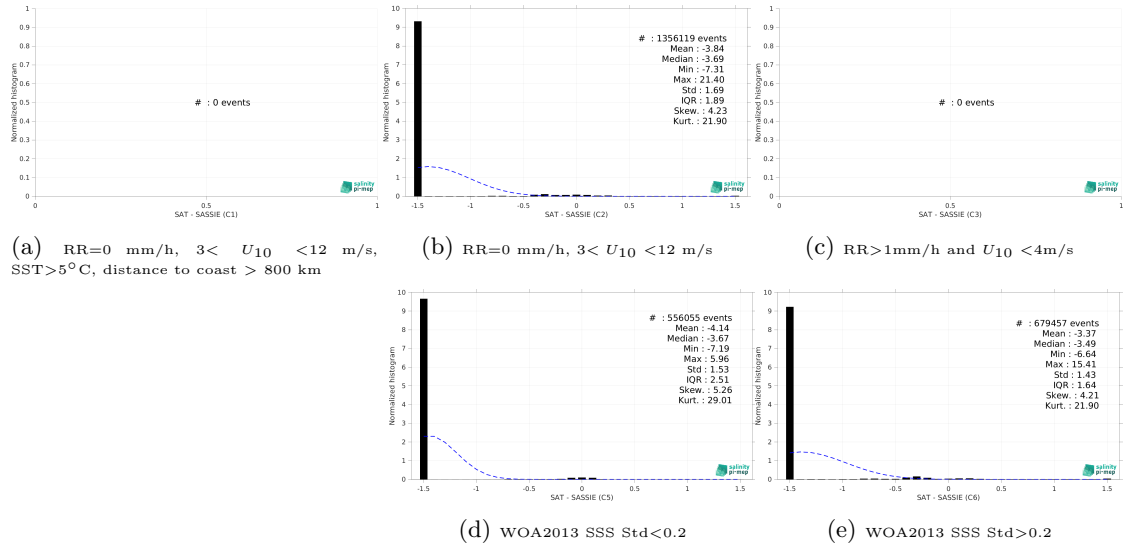 1
0.9
0.8
0.7
0.6
0.5
0.4
0.3
0.2
0.1
0
Normalized histogram
# : 0 events
salinity
pi-mep
0 0.5 1
SAT - SASSIE (C1)
(a) RR=0 mm/h, 3< U10 <12 m/s,
SST>5°C, distance to coast > 800 km
10
9
8
7
6
5
4
3
2
1
0
Normalized histogram
# : 1356119 events
Mean : -3.84
Median : -3.69
Min : -7.31
Max : 21.40
Std : 1.69
IQR : 1.89
Skew. : 4.23
Kurt. : 21.90
salinity
pi-mep
-1.5 -1 -0.5 0 0.5 1 1.5
SAT - SASSIE (C2)
(b) RR=0 mm/h, 3< U10 <12 m/s
1
0.9
0.8
0.7
0.6
0.5
0.4
0.3
0.2
0.1
0
Normalized histogram
# : 0 events
salinity
pi-mep
0 0.5 1
SAT - SASSIE (C3)
(c) RR>1mm/h and U10 <4m/s
10
9
8
7
6
5
4
3
2
1
0
Normalized histogram
# : 556055 events
Mean : -4.14
Median : -3.67
Min : -7.19
Max : 5.96
Std : 1.53
IQR : 2.51
Skew. : 5.26
Kurt. : 29.01
salinity
pi-mep
-1.5 -1 -0.5 0 0.5 1 1.5
SAT - SASSIE (C5)
(d) WOA2013 SSS Std<0.2
10
9
8
7
6
5
4
3
2
1
0
Normalized histogram
# : 679457 events
Mean : -3.37
Median : -3.49
Min : -6.64
Max : 15.41
Std : 1.43
IQR : 1.64
Skew. : 4.21
Kurt. : 21.90
salinity
pi-mep
-1.5 -1 -0.5 0 0.5 1 1.5
SAT - SASSIE (C6)
(e) WOA2013 SSS Std>0.2